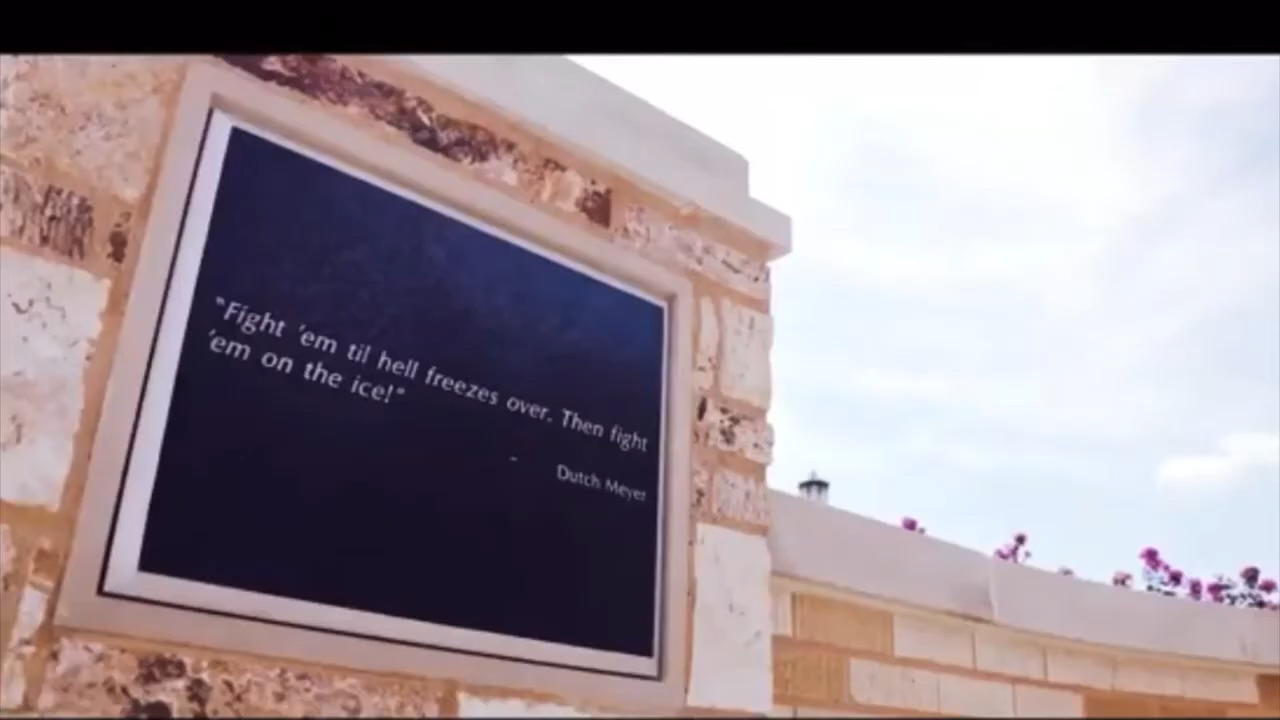 "Fight 'em til hell freezes over. Then fight
'em on the ice!"
- Dutch Meyer